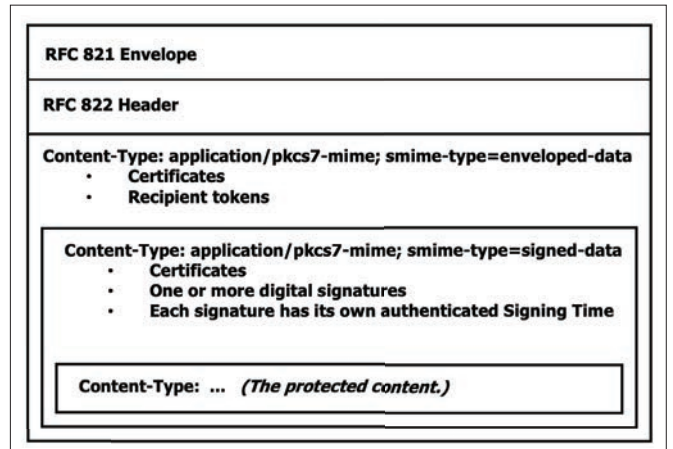 RFC 821 Envelope
RFC 822 Header
Content-Type: application/pkcs7-mime; smime-type=enveloped-data
· Certificates
· Recipient tokens
Content-Type: application/pkcs7-mime; smime-type=signed-data
· Certificates
· One or more digital signatures
· Each signature has its own authenticated Signing Time
Content-Type: ... (The protected content.)